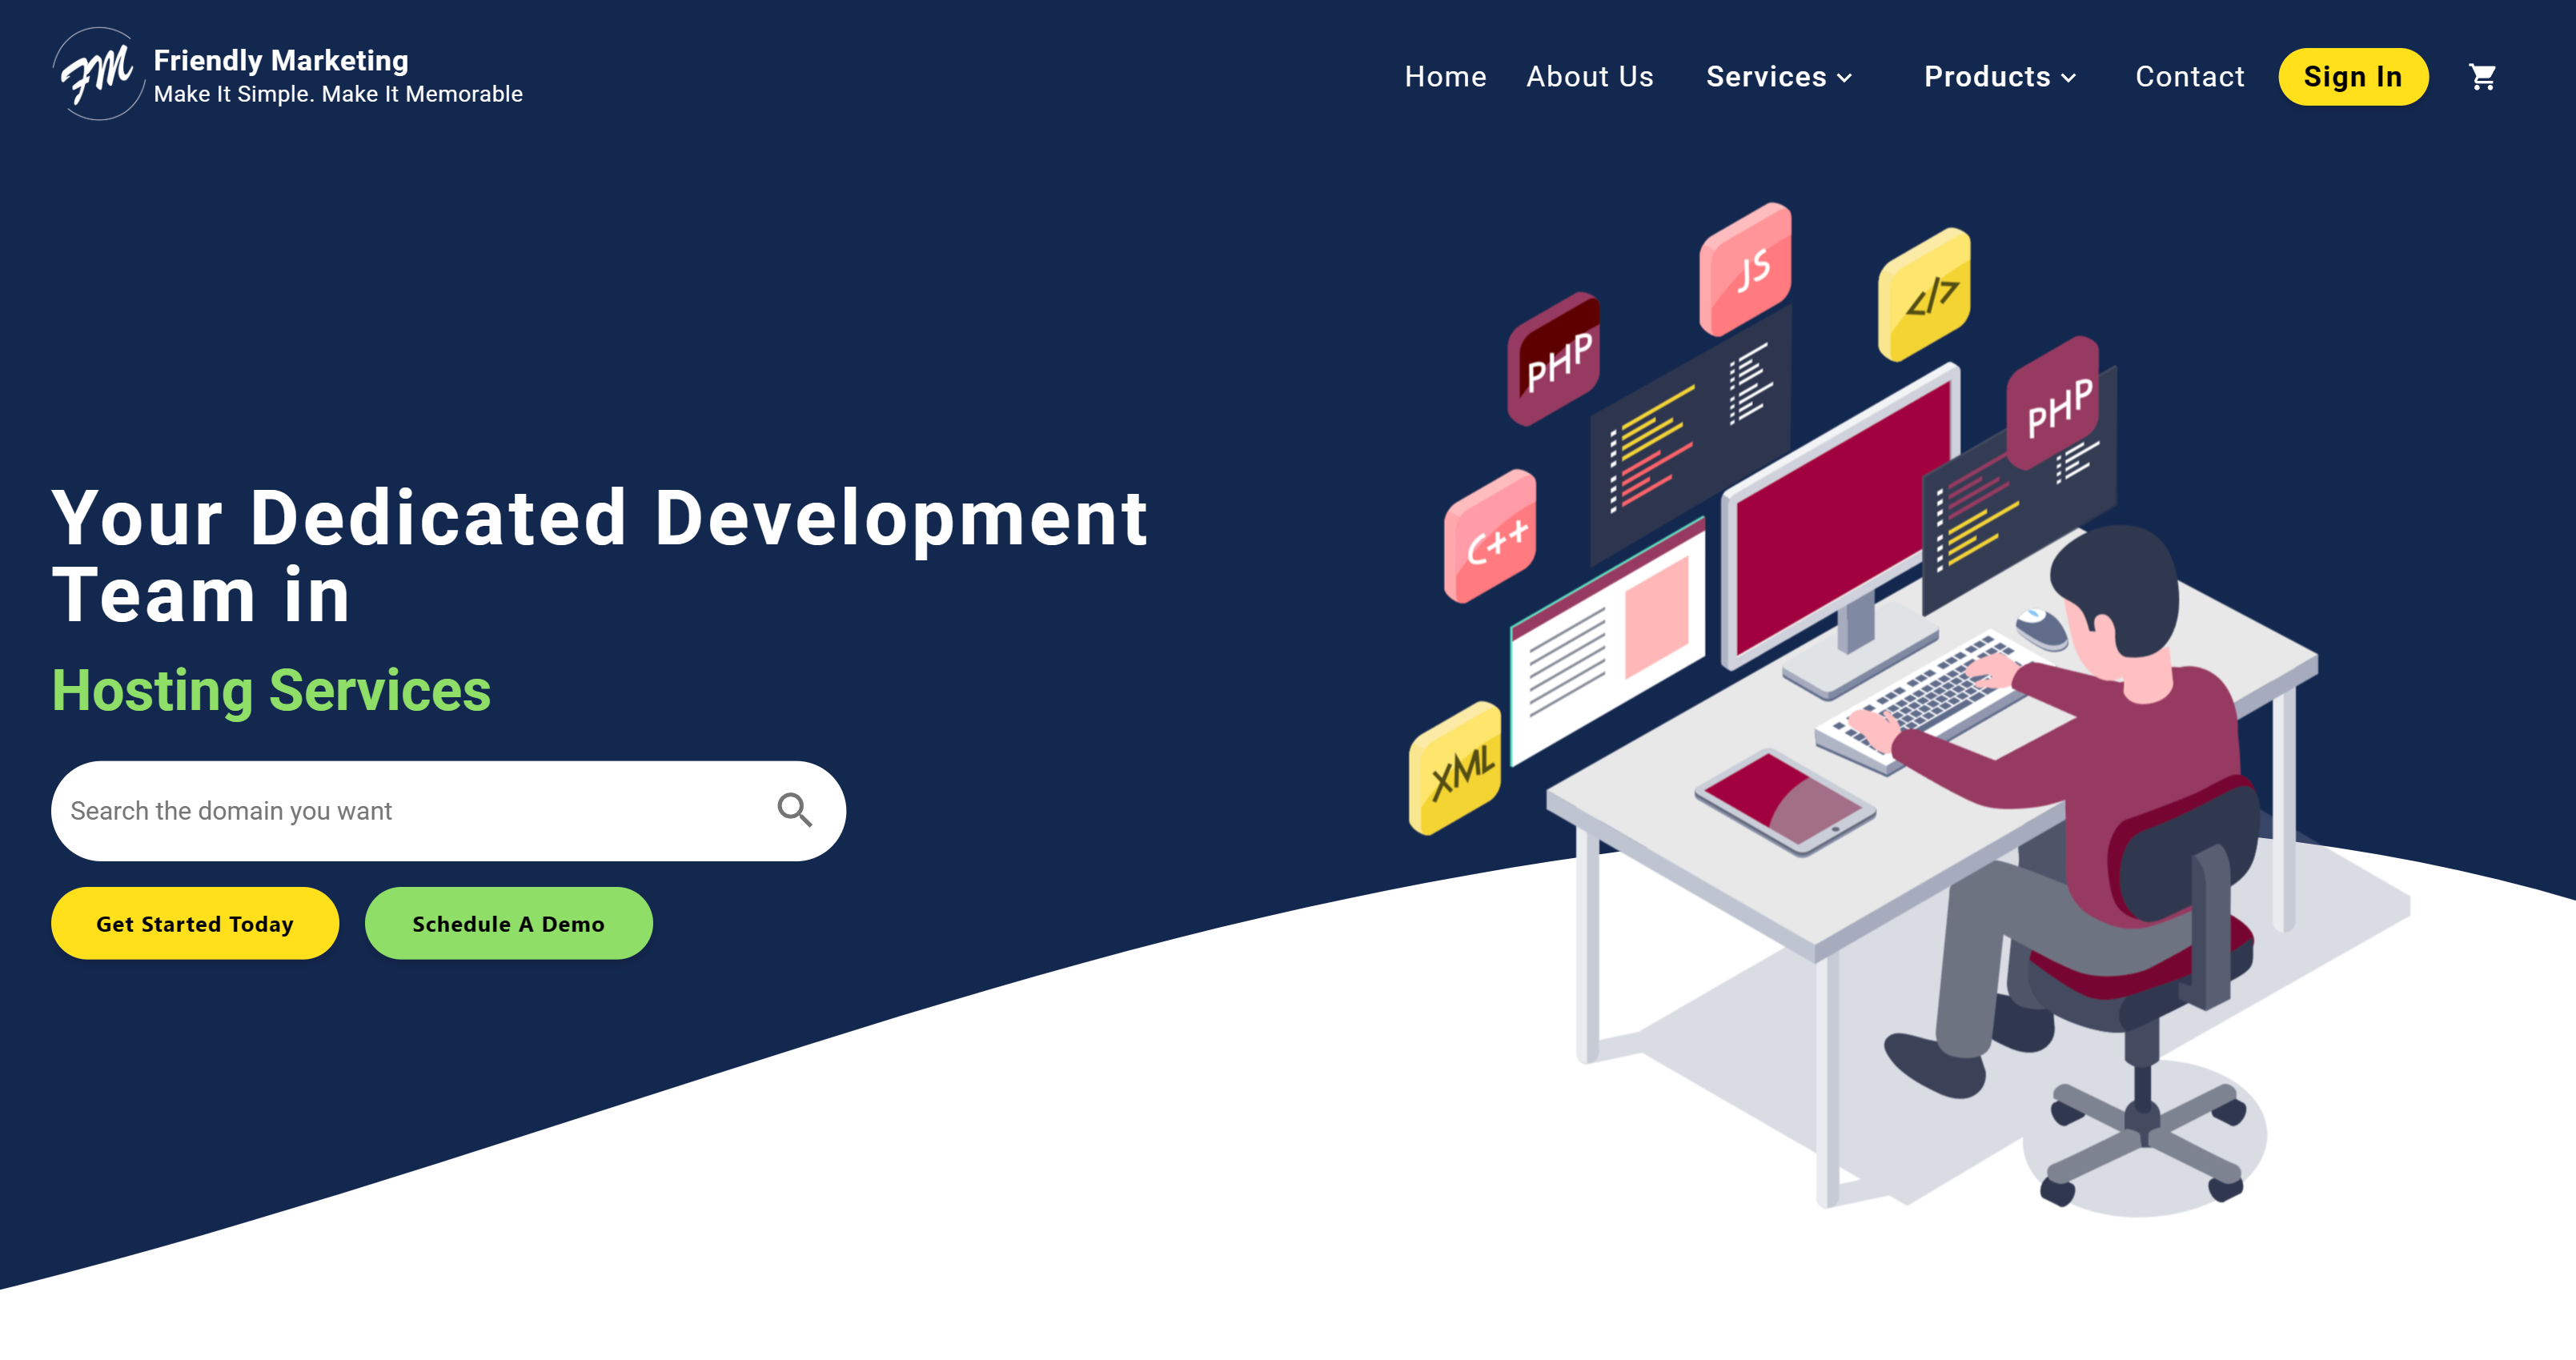 FM
Friendly Marketing
Make It Simple. Make It Memorable
Home
About Us
Services
Products
Contact
Sign In
JS
</>
PHP
PHP
C++
XML
Your Dedicated Development
Team in
Hosting Services
Search the domain you want
Get Started Today
Schedule A Demo